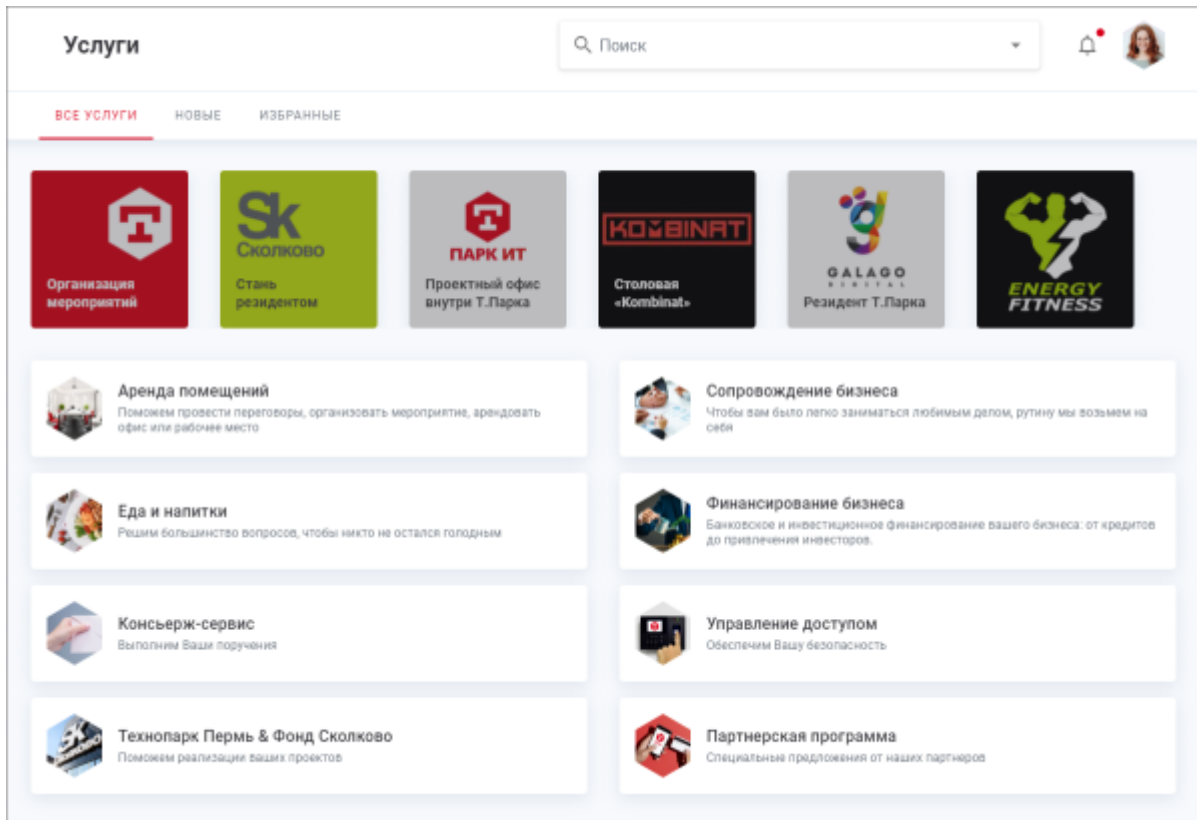 Услуги
Поиск
ВСЕ УСЛУГИ
НОВЫЕ
ИЗБРАННЫЕ
Организация
мероприятий
Sk
Сколково
Стань
резидентом
ПАРК ИТ
Проектный офис
внутри Т.Парка
KOMBINAT
Столовая
«Kombinat»
GALAGO
DIGITAL
Резидент Т.Парка
ENERGY
FITNESS
Аренда помещений
Поможем провести переговоры, организовать мероприятие, арендовать
офис или рабочее место
Сопровождение бизнеса
Чтобы вам было легко заниматься любимым делом, рутину мы возьмем на
себя
Еда и напитки
Решим большинство вопросов, чтобы никто не остался голодным
Финансирование бизнеса
Банковское и инвестиционное финансирование вашего бизнеса: от кредитов
до привлечения инвесторов.
Консьерж-сервис
Выполним Ваши поручения
Управление доступом
Обеспечим Вашу безопасность
Технопарк Пермь & Фонд Сколково
Поможем реализации ваших проектов
Партнерская программа
Специальные предложения от наших партнеров